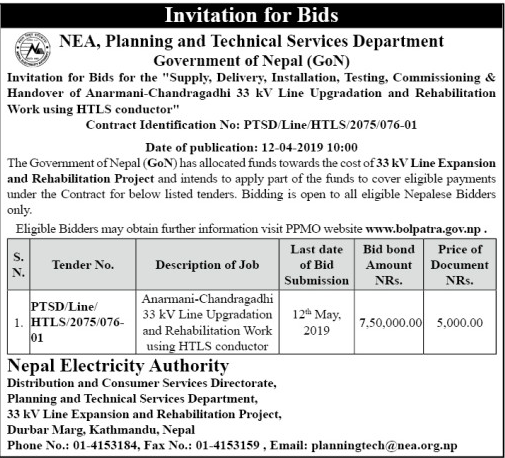 Invitation for Bids
NEA, Planning and Technical Services Department
Government of Nepal (GoN)
Invitation for Bids for the "Supply, Delivery, Installation, Testing, Commissioning &
Handover of Anarmani-Chandragadhi 33 kV Line Upgradation and Rehabilitation
Work using HTLS conductor"
Contract Identification No: PTSD/Line/HTLS/2075/076-01
Date of publication: 12-04-2019 10:00
The Government of Nepal (GoN) has allocated funds towards the cost of 33 kV Line Expansion
and Rehabilitation Project and intends to apply part of the funds to cover eligible payments
under the Contract for below listed tenders. Bidding is open to all eligible Nepalese Bidders
only.
Eligible Bidders may obtain further information visit PPMO website www.bolpatra.gov.np .
S. N. Tender No. Description of Job Last date of Bid Submission Bid bond Amount NRs. Price of Document NRs.
1. PTSD/Line/ HTLS/2075/076- 01 Anarmani-Chandragadhi 33 kV Line Upgradation and Rehabilitation Work using HTLS conductor 12th May, 2019 7,50,000.00 5,000.00
Nepal Electricity Authority
Distribution and Consumer Services Directorate,
Planning and Technical Services Department,
33 kV Line Expansion and Rehabilitation Project,
Durbar Marg, Kathmandu, Nepal
Phone No.: 01-4153184, Fax No.: 01-4153159 , Email: planningtech@nea.org.np